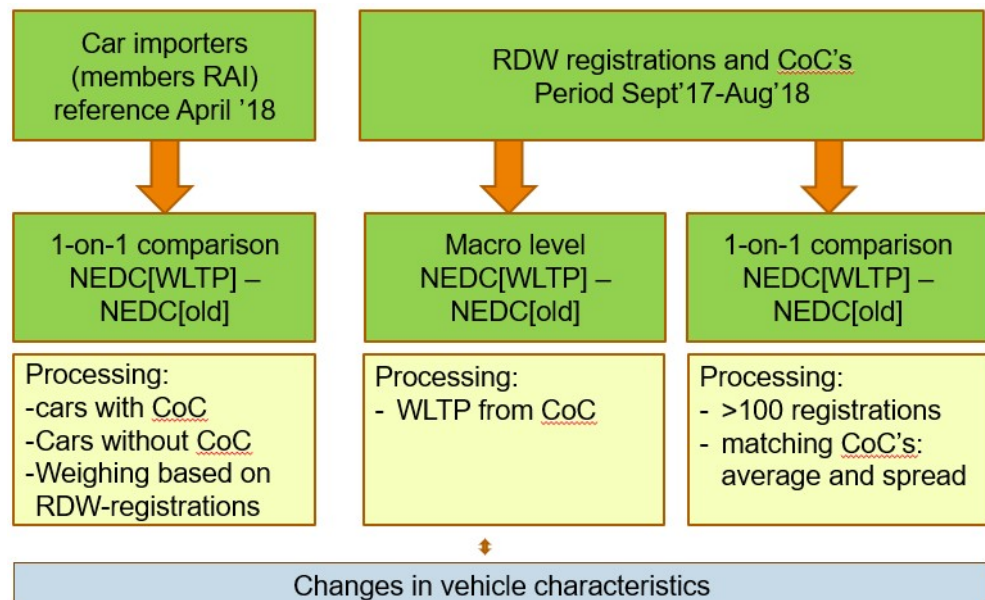 Car importers
(members RAI)
reference April ’18
RDW registrations and CoC’s
Period Sept’17-Aug’18
1-on-1 comparison
NEDC[WLTP] –
NEDC[old]
Macro level
NEDC[WLTP] –
NEDC[old]
1-on-1 comparison
NEDC[WLTP] –
NEDC[old]
Processing:
-cars with CoC
-Cars without CoC
-Weighing based on
RDW-registrations
Processing:
- WLTP from CoC
Processing:
- >100 registrations
- matching CoC’s:
average and spread
Changes in vehicle characteristics